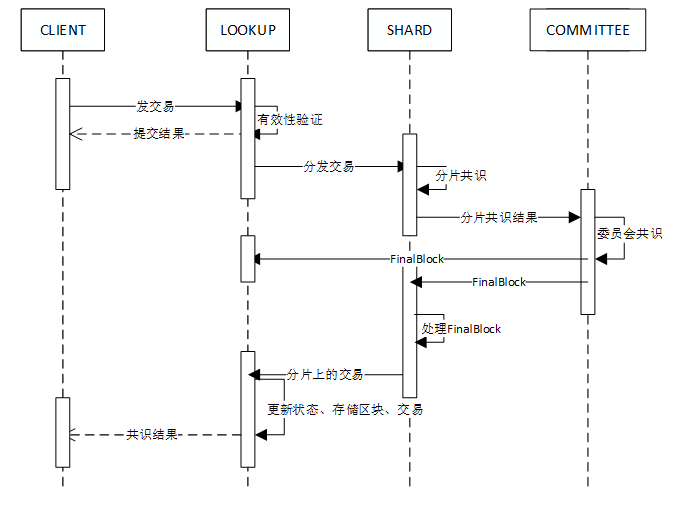 CLIENT
LOOKUP
SHARD
COMMITTEE
发交易
有效性验证
提交结果
分发交易
分片共识
分片共识结果
委员会共识
FinalBlock
FinalBlock
处理FinalBlock
分片上的交易
更新状态、存储区块、交易
共识结果